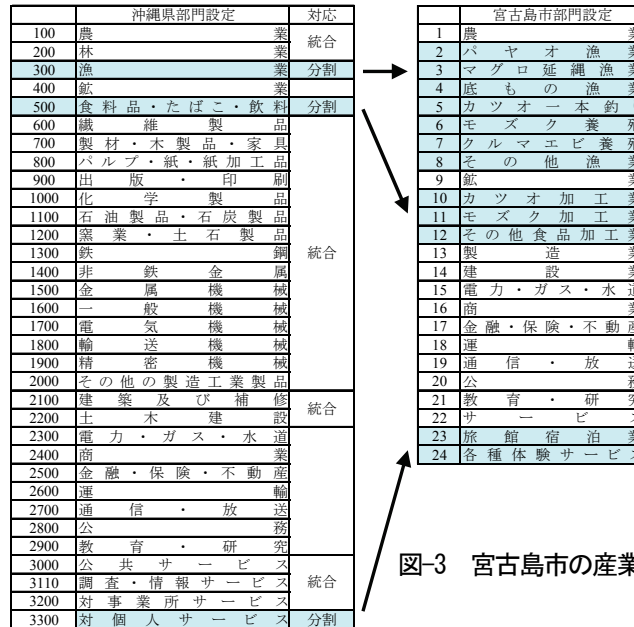 沖縄県部門設定 対応
100 農業 統合
200 林業
300 漁業 分割
400 鉱業
500 食料品・たばこ・飲料 分割
600 繊維製品 統合
700 製材・木製品・家具
800 パルプ・紙・紙加工品
900 出版・印刷
1000 化学製品
1100 石油製品・石炭製品
1200 窯業・土石製品
1300 鉄鋼
1400 非鉄金属
1500 金属機械
1600 一般機械
1700 電気機械
1800 輸送機械
1900 精密機械
2000 その他の製造工業製品
2100 建築及び補修 統合
2200 土木建設
2300 電力・ガス・水道
2400 商業
2500 金融・保険・不動産
2600 運輸
2700 通信・放送
2800 公務
2900 教育・研究
3000 公共サービス 統合
3110 調査・情報サービス
3200 対事業所サービス
3300 対個人サービス 分割
宮古島市部門設定
1 農業
2 パヤオ漁業
3 マグロ延縄漁業
4 底もの漁業
5 カツオ一本釣
6 モズク養殖
7 クルマエビ養殖
8 その他漁業
9 鉱業
10 カツオ加工業
11 モズク加工業
12 その他食品加工業
13 製造業
14 建設業
15 電力・ガス・水道
16 商業
17 金融・保険・不動産
18 運輸
19 通信・放送
20 公務
21 教育・研究
22 サービス
23 旅館宿泊業
24 各種体験サービス
図-3 宮古島市の産業